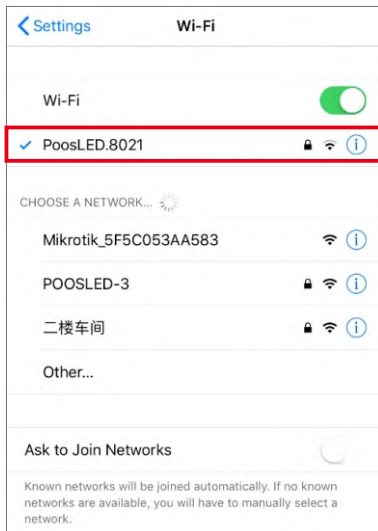 Settings Wi-Fi
Wi-Fi
PoosLED.8021
CHOOSE A NETWORK...
Mikrotik_5F5C053AA583
POOSLED-3
二楼车间
Other...
Ask to Join Networks
Known networks will be joined automatically. If no known
networks are available, you will have to manually select a
network.